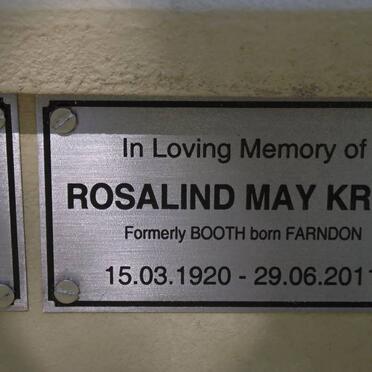 In Loving Memory of
ROSALIND MAY KR
Formerly BOOTH born FARNDON
15.03.1920 - 29.06.2011